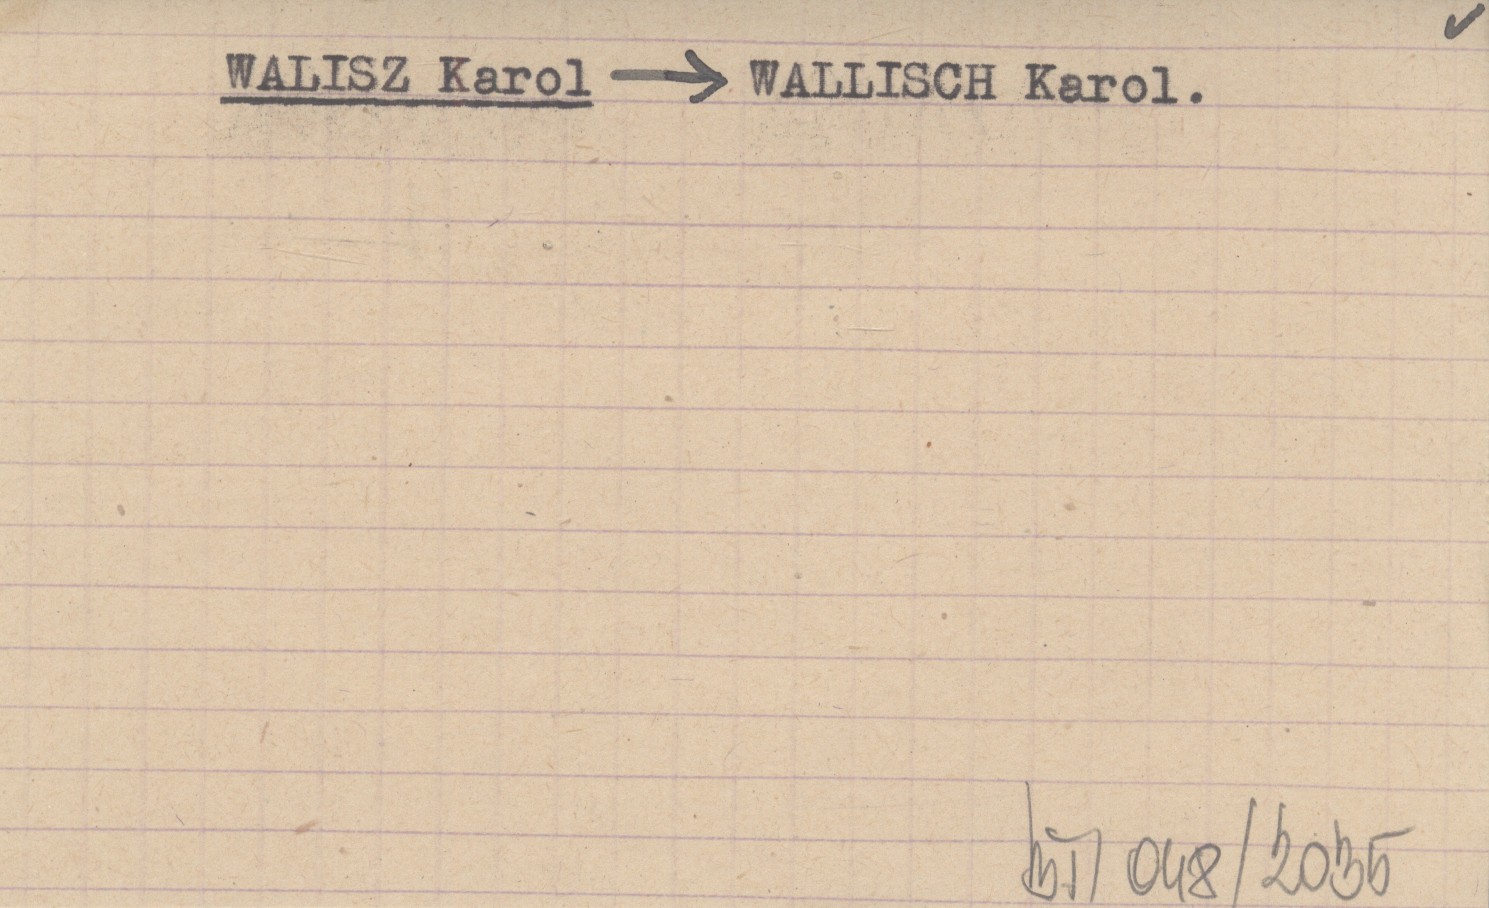 WALISZ Karol → WALLISCH Karol.
048/2035